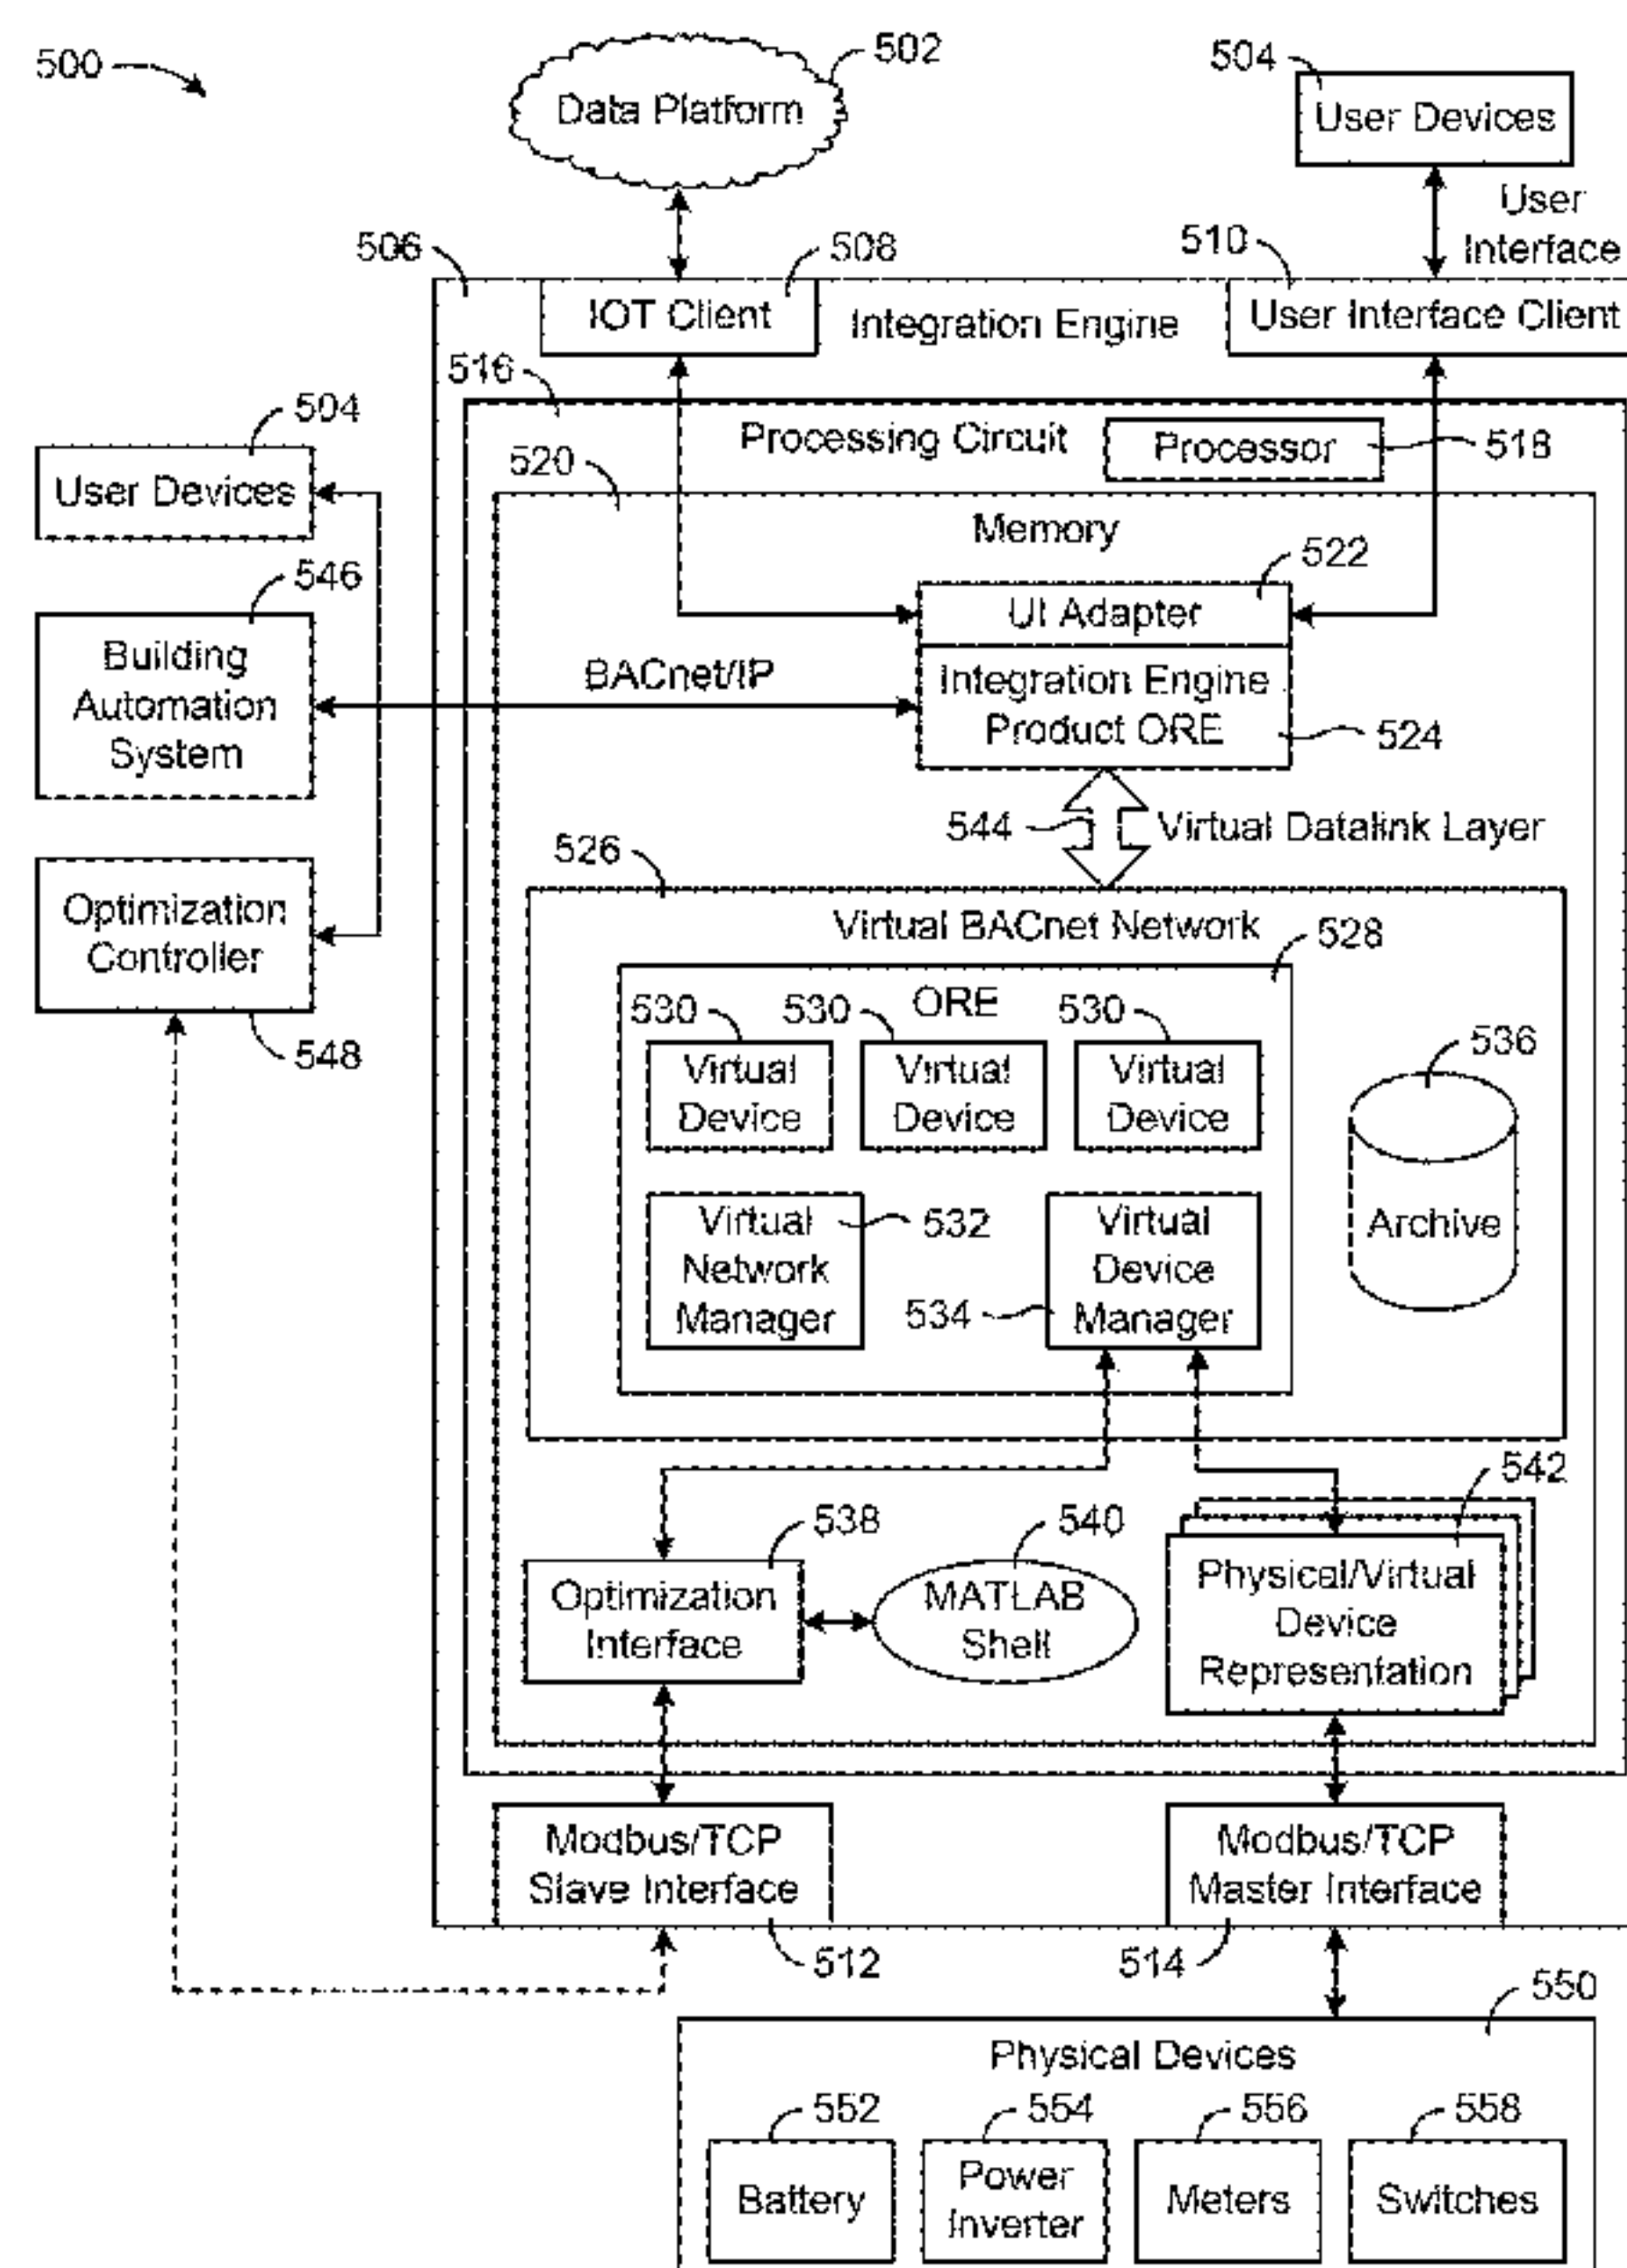 500
502
Data Platform
504
User Devices
User
Interface
506
508
510
IOT Client
Integration Engine
User Interface Client
516
Processing Circuit
Processor
518
504
User Devices
520
Memory
522
UI Adapter
546
Building
Automation
System
BACnet/IP
Integration Engine
Product ORE
524
544
Virtual Datalink Layer
526
Virtual BACnet Network
528
Optimization
Controller
548
ORE
530
530
530
Virtual
Device
Virtual
Device
Virtual
Device
536
Archive
Virtual
Network
Manager
532
Virtual
Device
Manager
534
542
538
540
Optimization
Interface
MATLAB
Shell
Physical/Virtual
Device
Representation
Modbus/TCP
Slave Interface
Modbus/TCP
Master Interface
512
514
550
Physical Devices
552
554
556
558
Battery
Power
Inverter
Meters
Switches